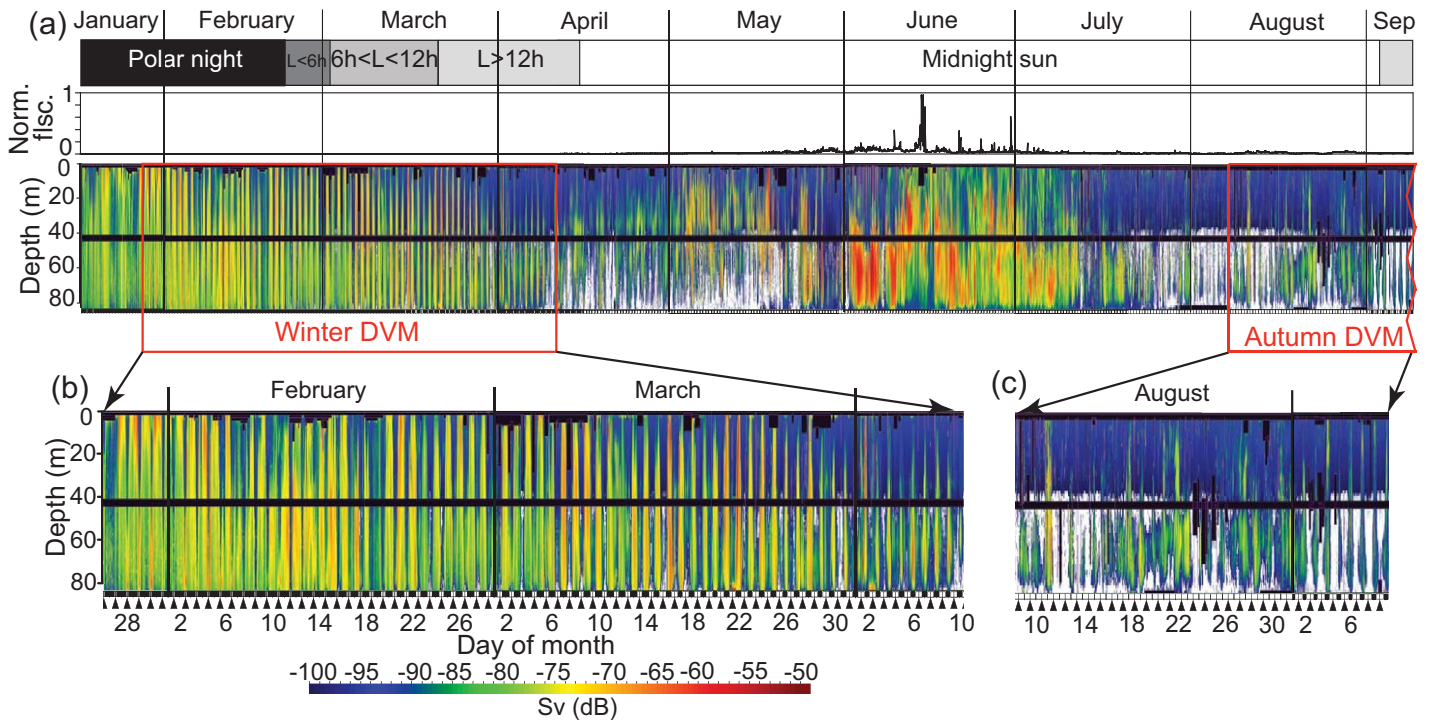 (a)
January February March April May June July August Sep
Polar night L<6h 6h<L<12h L>12h Midnight sun
Norm. flsc.
1
0
Depth (m)
0
20
40
60
80
Winter DVM
Autumn DVM
(b)
February March
Depth (m)
0
20
40
60
80
28 2 6 10 14 18 22 26 2 6 10 14 18 22 26 30 2 6 10
Day of month
(c)
August
10 14 18 22 26 30 2 6
-100 -95 -90 -85 -80 -75 -70 -65 -60 -55 -50
Sv (dB)